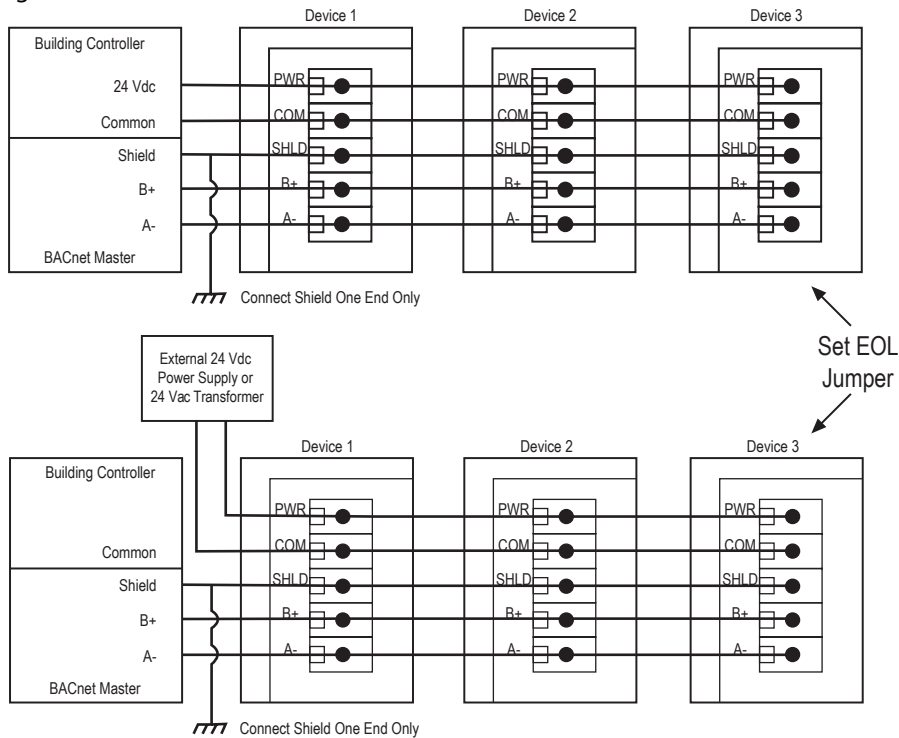 Device 1
Device 2
Device 3
Building Controller
24 Vdc
Common
Shield
B+
A-
BACnet Master
PWR
COM
SHLD
B+
A-
PWR
COM
SHLD
B+
A-
PWR
COM
SHLD
B+
A-
Connect Shield One End Only
Set EOL
Jumper
External 24 Vdc
Power Supply or
24 Vac Transformer
Device 1
Device 2
Device 3
Building Controller
Common
Shield
B+
A-
BACnet Master
PWR
COM
SHLD
B+
A-
PWR
COM
SHLD
B+
A-
PWR
COM
SHLD
B+
A-
Connect Shield One End Only